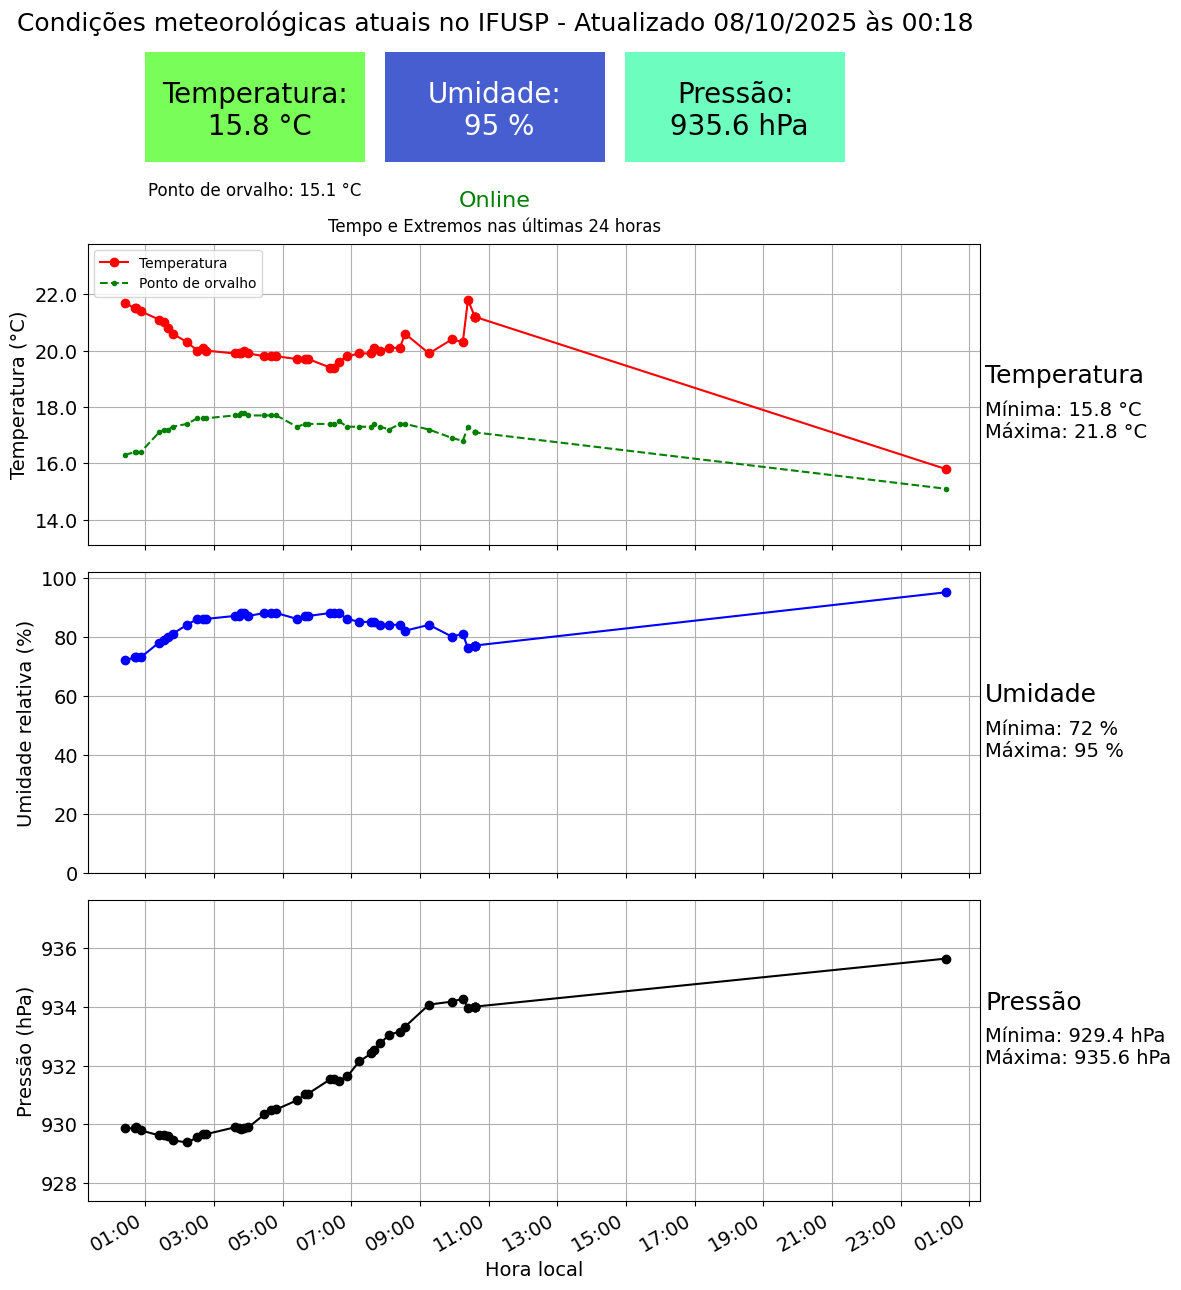 Condições meteorológicas atuais no IFUSP - Atualizado 08/10/2025 às 00:18
Temperatura:
15.8 °C
Umidade:
95 %
Pressão:
935.6 hPa
Ponto de orvalho: 15.1 °C
Online
Tempo e Extremos nas últimas 24 horas
Temperatura
Ponto de orvalho
Temperatura (°C)
22.0
20.0
18.0
16.0
14.0
Temperatura
Mínima: 15.8 °C
Máxima: 21.8 °C
Umidade relativa (%)
100
80
60
40
20
0
Umidade
Mínima: 72 %
Máxima: 95 %
Pressão (hPa)
936
934
932
930
928
Pressão
Mínima: 929.4 hPa
Máxima: 935.6 hPa
01:00 03:00 05:00 07:00 09:00 11:00 13:00 15:00 17:00 19:00 21:00 23:00 01:00
Hora local